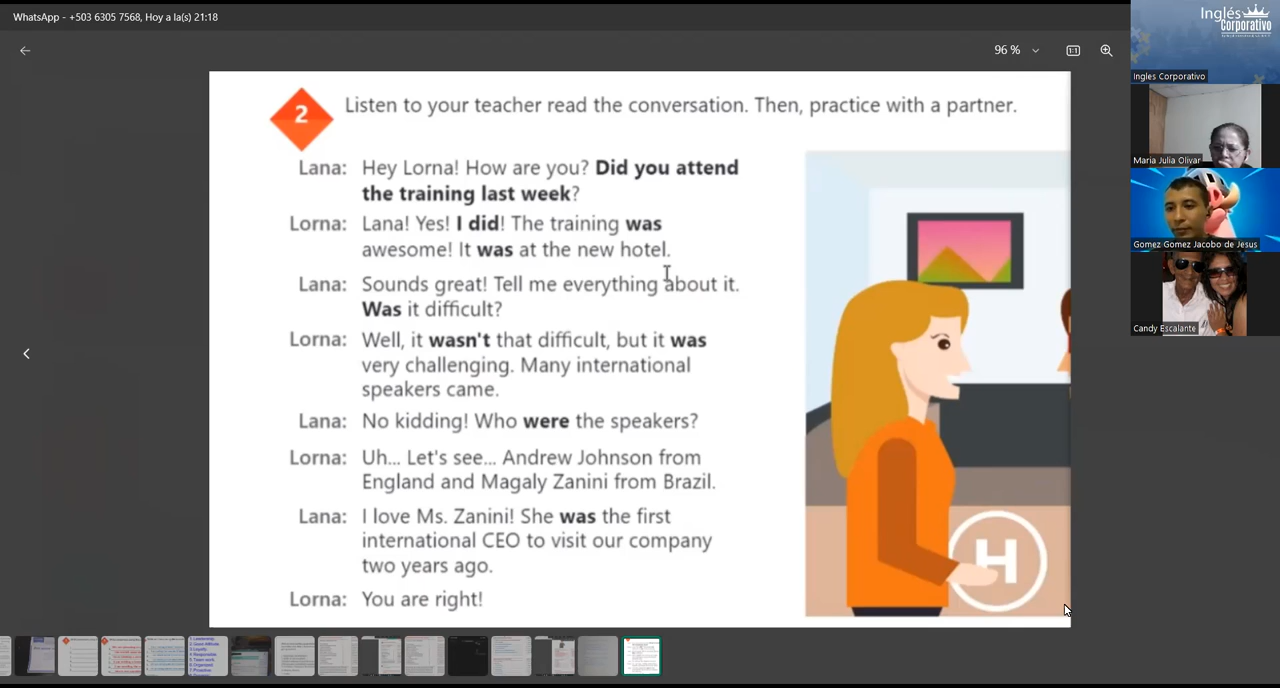 WhatsApp - +503 6305 7568, Hoy a la(s) 21:18
96 %
1:1
2
Listen to your teacher read the conversation. Then, practice with a partner.
Lana: Hey Lorna! How are you? Did you attend
the training last week?
Lorna: Lana! Yes! I did! The training was
awesome! It was at the new hotel.
Lana: Sounds great! Tell me everything about it.
Was it difficult?
Lorna: Well, it wasn't that difficult, but it was
very challenging. Many international
speakers came.
Lana: No kidding! Who were the speakers?
Lorna: Uh... Let's see... Andrew Johnson from
England and Magaly Zanini from Brazil.
Lana: I love Ms. Zanini! She was the first
international CEO to visit our company
two years ago.
Lorna: You are right!
H
Inglés
Corporativo
Ingles Corporativo
Maria Julia Olivar
Gomez Gomez Jacobo de Jesus
Candy Escalante